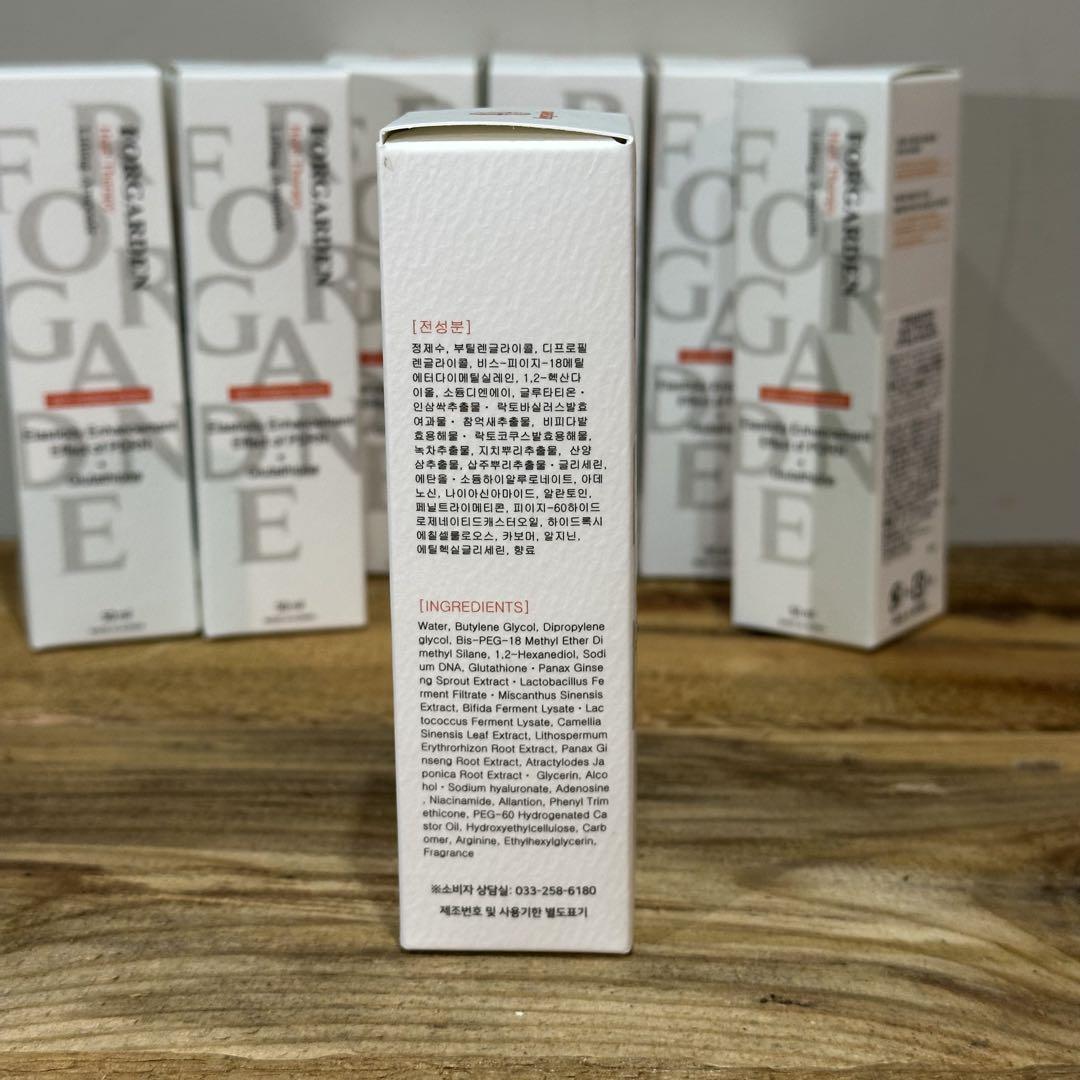 FORGARDEN
FORGARDEN
FORGARDEN
[전성분]
정제수, 부틸렌글라이콜, 디프로필
렌글라이콜, 비스-피이지-18메틸
에터다이메틸실레인, 1,2-헥산다
이올, 소듐디엔에이, 글루타티온·
인삼싹추출물· 락토바실러스발효
여과물· 참억새추출물, 비피다발
효용해물· 락토코쿠스발효용해물,
녹차추출물, 지치뿌리추출물, 산양
삼추출물, 삽주뿌리추출물·글리세린,
에탄올·소듐하이알루로네이트, 아데
노신, 나이아신아마이드, 알란토인,
페닐트라이메티콘, 피이지-60하이드
로제네이티드캐스터오일, 하이드록시
에칠셀룰로오스, 카보머, 알지닌,
에틸헥실글리세린, 향료
[INGREDIENTS]
Water, Butylene Glycol, Dipropylene
glycol, Bis-PEG-18 Methyl Ether Di
methyl Silane, 1,2-Hexanediol, Sodi
um DNA, Glutathione · Panax Ginse
ng Sprout Extract · Lactobacillus Fe
rment Filtrate · Miscanthus Sinensis
Extract, Bifida Ferment Lysate · Lac
tococcus Ferment Lysate, Camellia
Sinensis Leaf Extract, Lithospermum
Erythrorhizon Root Extract, Panax Gi
nseng Root Extract, Atractylodes Ja
ponica Root Extract · Glycerin, Alco
hol · Sodium hyaluronate, Adenosine
, Niacinamide, Allantion, Phenyl Trim
ethicone, PEG-60 Hydrogenated Ca
stor Oil, Hydroxyethylcellulose, Carb
omer, Arginine, Ethylhexylglycerin,
Fragrance
※소비자 상담실: 033-258-6180
제조번호 및 사용기한 별도표기